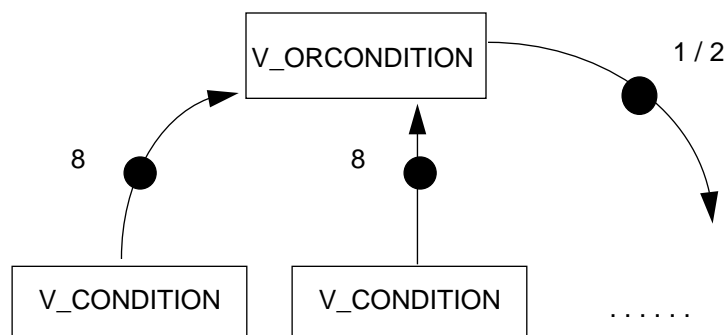 V_ORCONDITION
1 / 2
8
8
V_CONDITION
V_CONDITION
. . . . . .